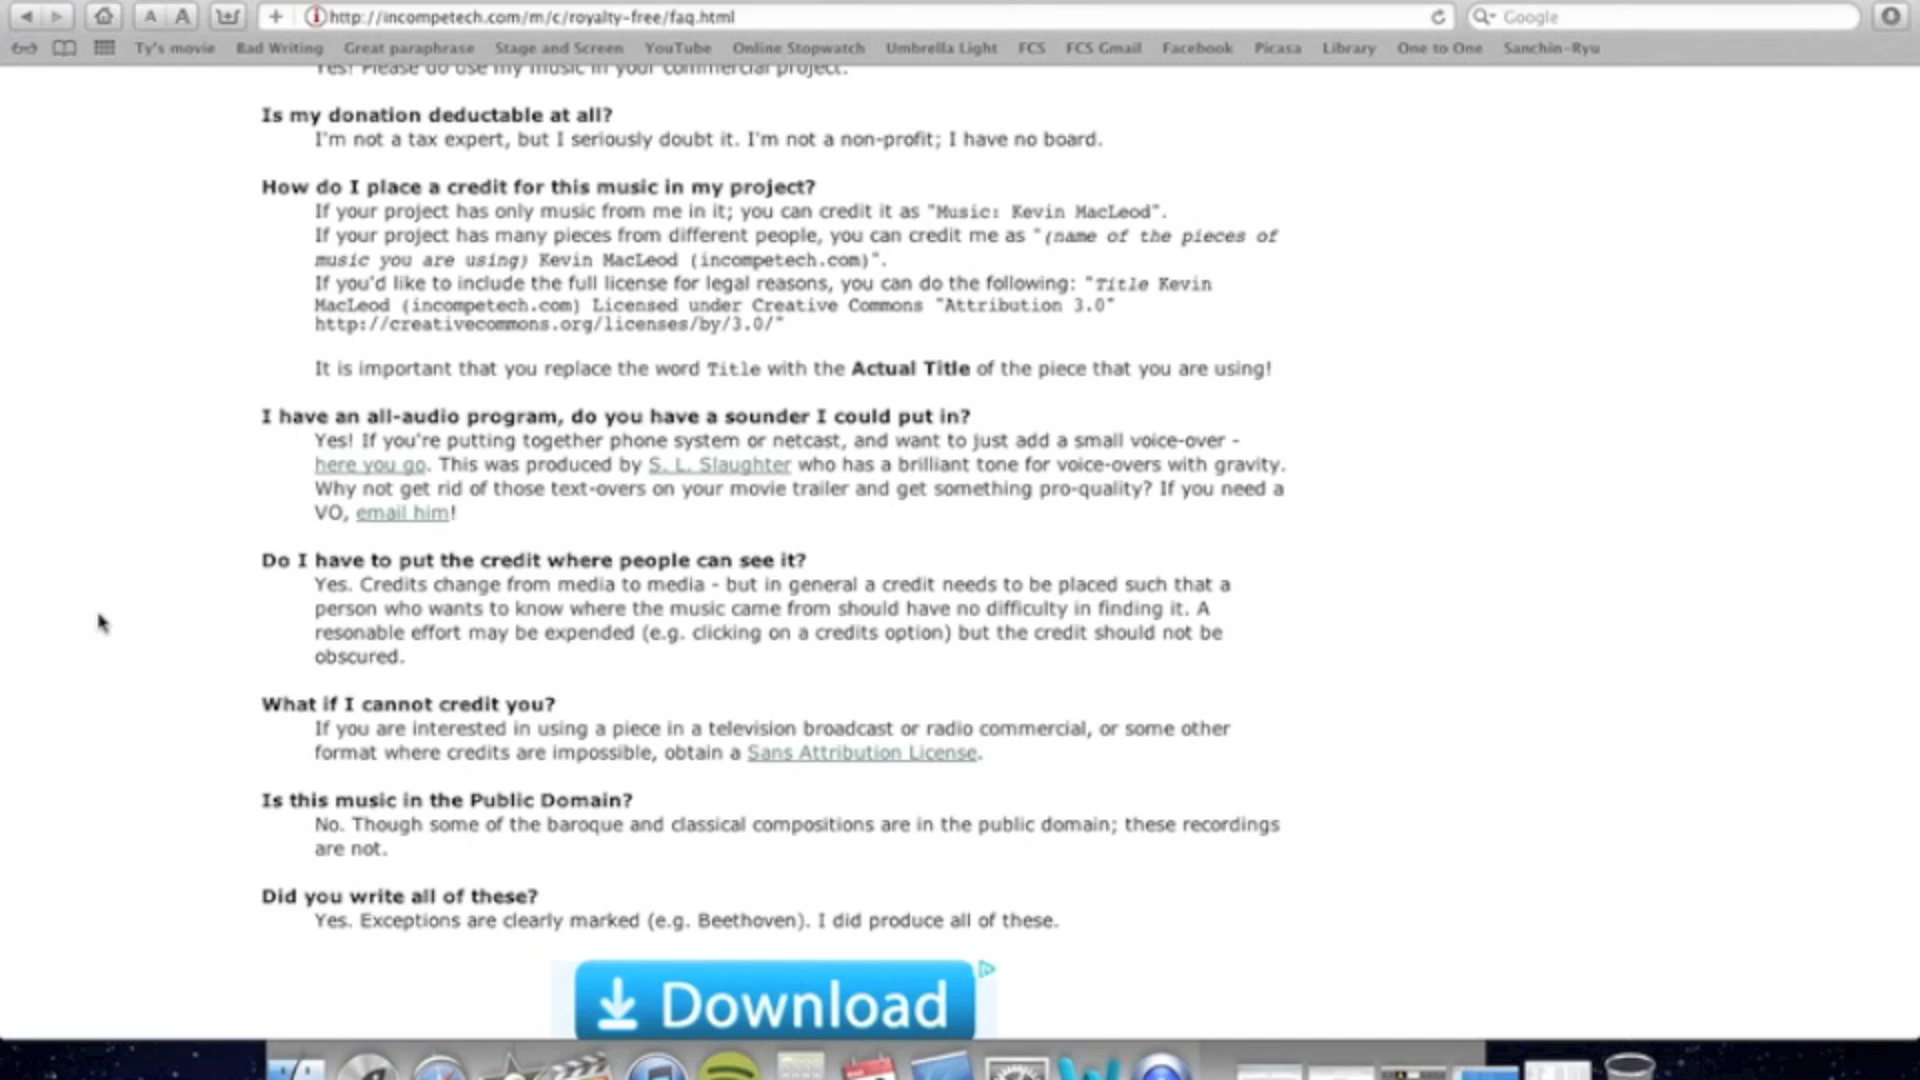 A A + http://incompetech.com/m/c/royalty-free/faq.html Google
Ty's movie Bad Writing Great paraphrase Stage and Screen YouTube Online Stopwatch Umbrella Light FCS FCS Gmail Facebook Picasa Library One to One Sanchin-Ryu
Yes! Please do use my music in your commercial project.
Is my donation deductable at all?
I'm not a tax expert, but I seriously doubt it. I'm not a non-profit; I have no board.
How do I place a credit for this music in my project?
If your project has only music from me in it; you can credit it as "Music: Kevin MacLeod".
If your project has many pieces from different people, you can credit me as "(name of the pieces of
music you are using) Kevin MacLeod (incompetech.com)".
If you'd like to include the full license for legal reasons, you can do the following: "Title Kevin
MacLeod (incompetech.com) Licensed under Creative Commons "Attribution 3.0"
http://creativecommons.org/licenses/by/3.0/"
It is important that you replace the word Title with the Actual Title of the piece that you are using!
I have an all-audio program, do you have a sounder I could put in?
Yes! If you're putting together phone system or netcast, and want to just add a small voice-over -
here you go. This was produced by S. L. Slaughter who has a brilliant tone for voice-overs with gravity.
Why not get rid of those text-overs on your movie trailer and get something pro-quality? If you need a
VO, email him!
Do I have to put the credit where people can see it?
Yes. Credits change from media to media - but in general a credit needs to be placed such that a
person who wants to know where the music came from should have no difficulty in finding it. A
resonable effort may be expended (e.g. clicking on a credits option) but the credit should not be
obscured.
What if I cannot credit you?
If you are interested in using a piece in a television broadcast or radio commercial, or some other
format where credits are impossible, obtain a Sans Attribution License.
Is this music in the Public Domain?
No. Though some of the baroque and classical compositions are in the public domain; these recordings
are not.
Did you write all of these?
Yes. Exceptions are clearly marked (e.g. Beethoven). I did produce all of these.
Download